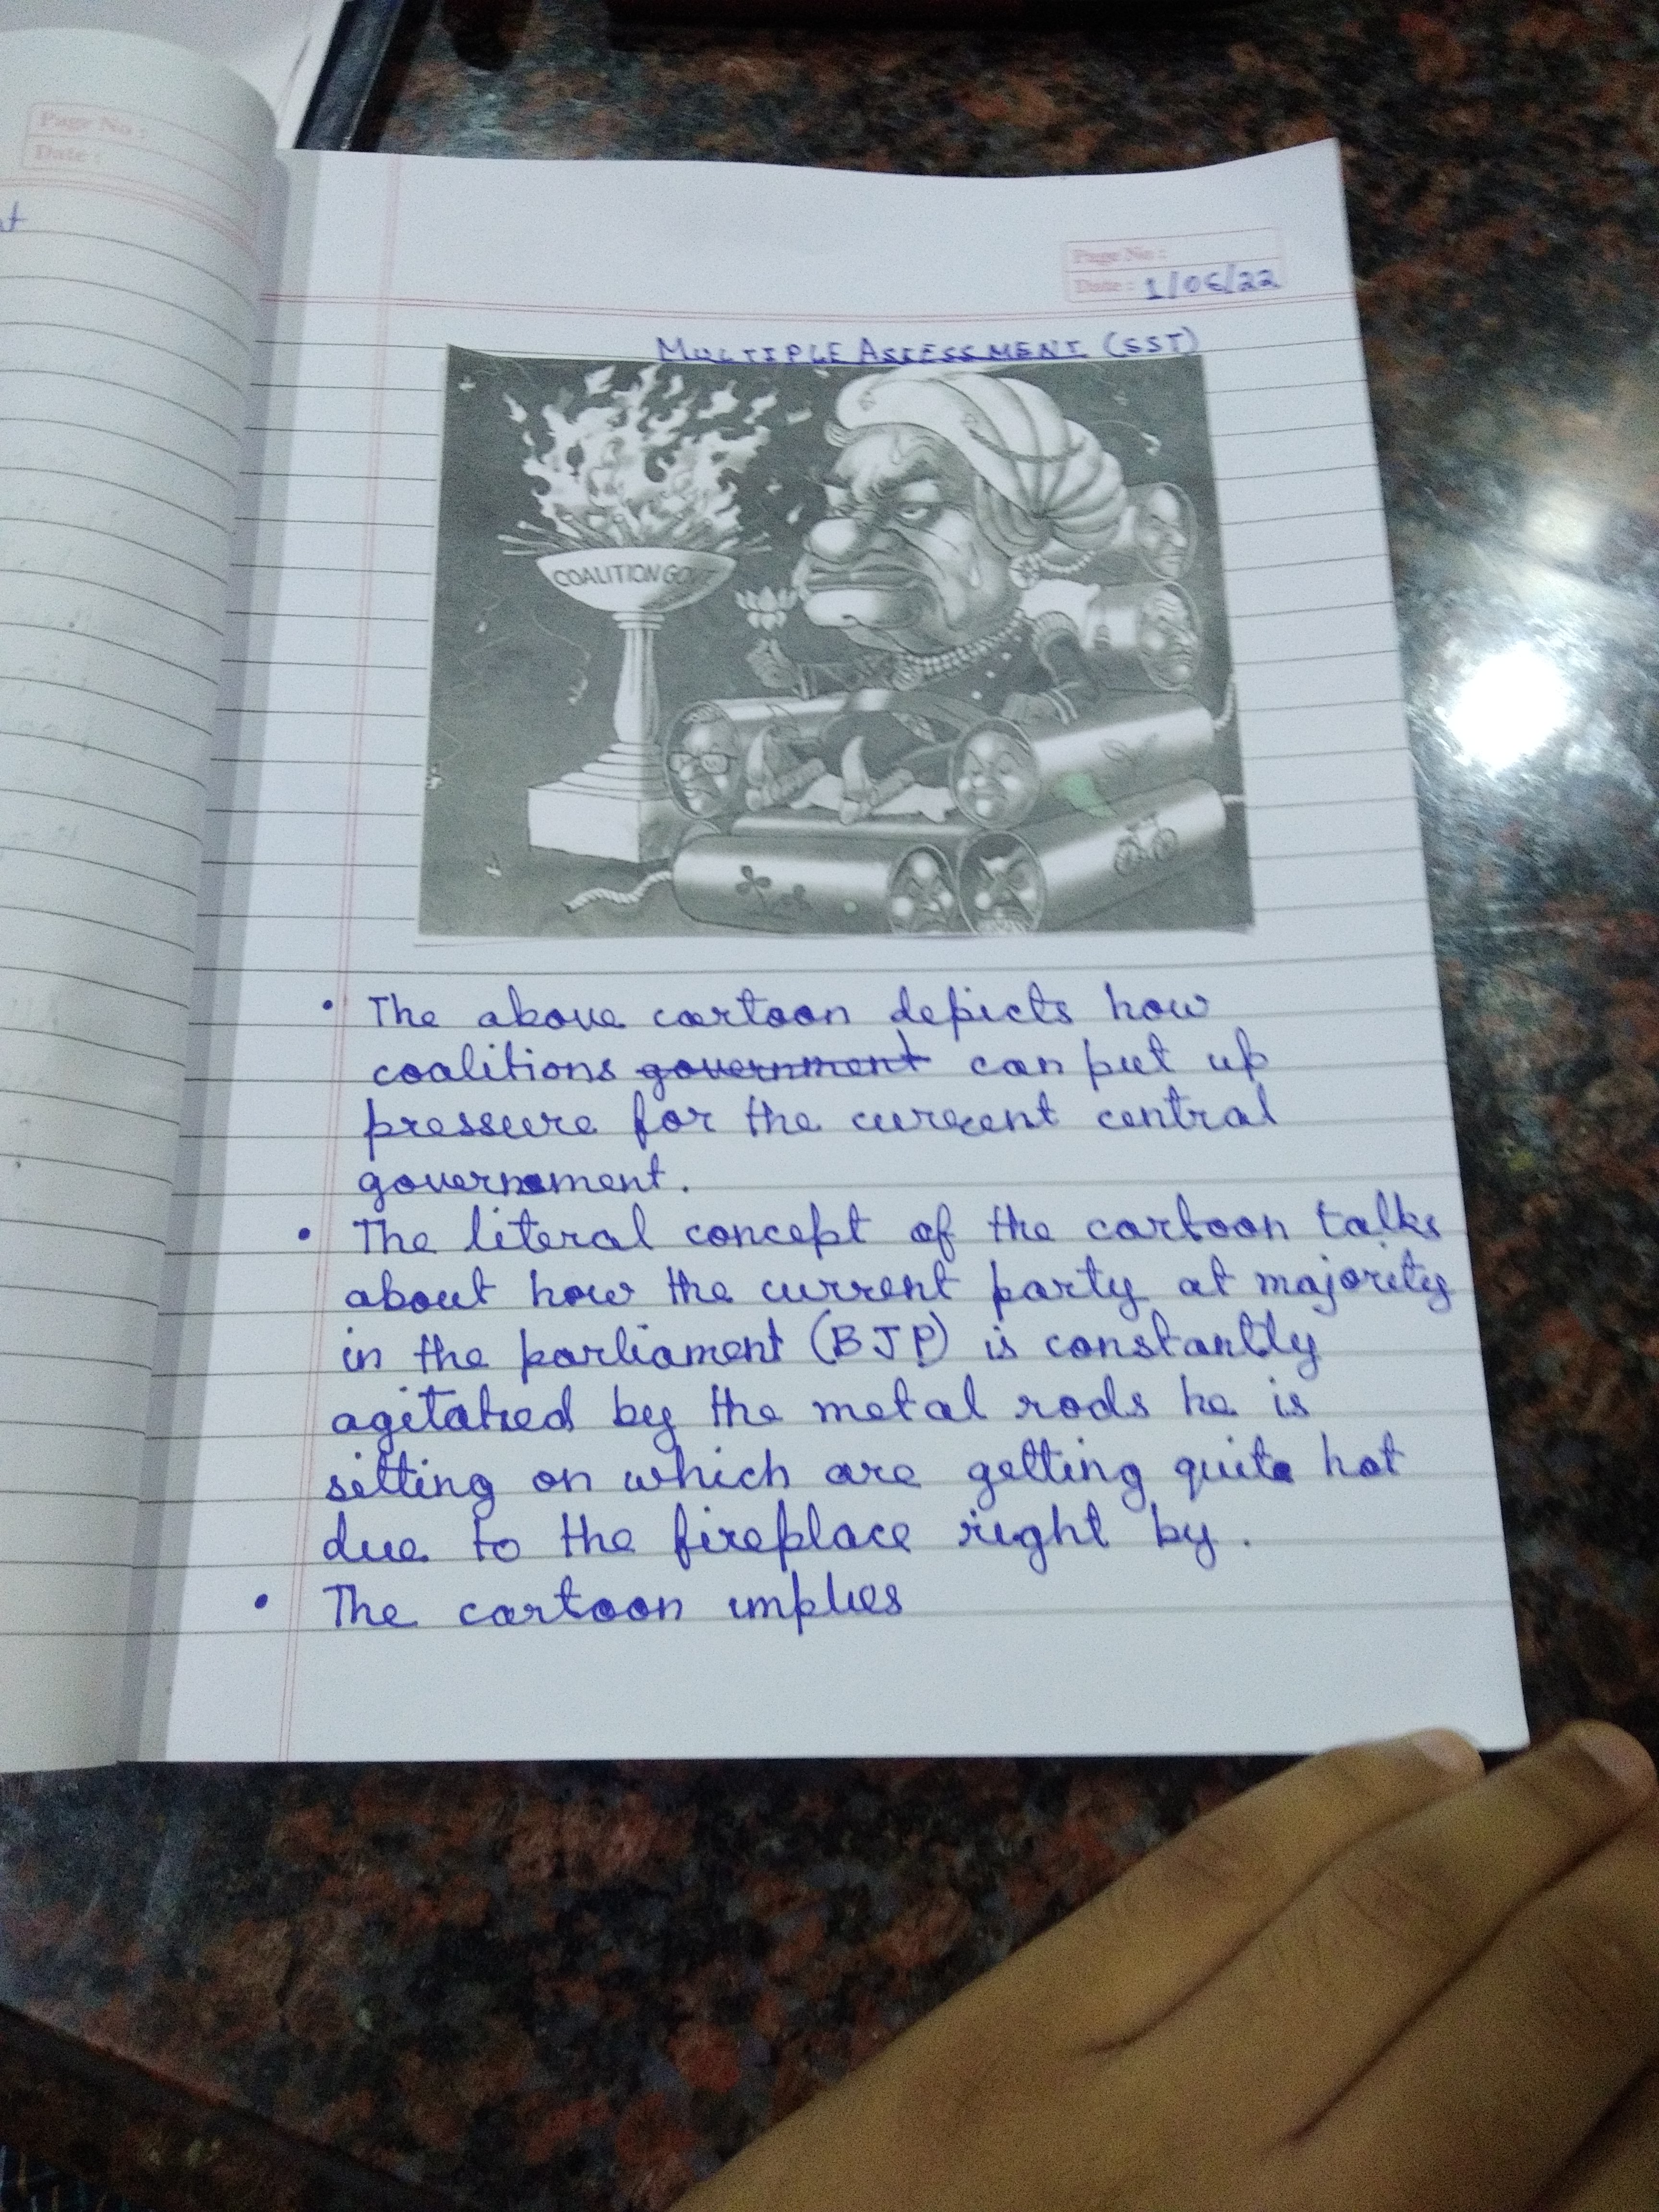 Page No :
Date :
t
Page No :
Date : 1/06/22
MULTIPLE ASSESSMENT (SST)
COALITION GOVT
• The above cartoon depicts how
coalitions government can put up
pressure for the current central
government.
• The literal concept of the cartoon talks
about how the current party at majority
in the parliament (BJP) is constantly
agitated by the metal rods he is
sitting on which are getting quite hot
due to the fireplace right by.
• The cartoon implies